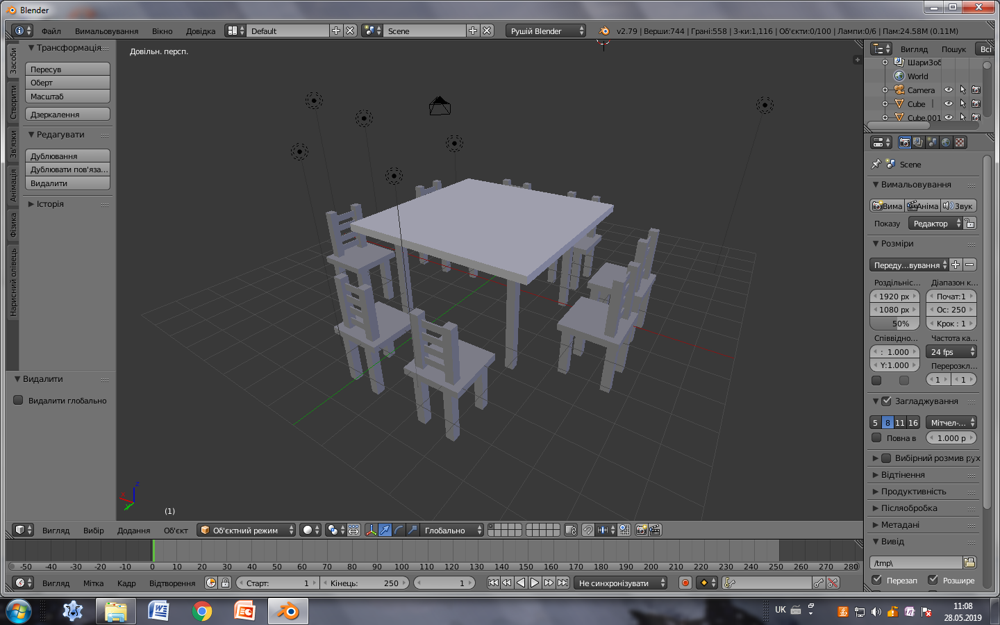 Blender
Файл Вимальовування Вікно Довідка Default Scene Рушій Blender v2.79 | Верши:744 | Грані:558 | З-ки:1,116 | Об'єкти:0/100 | Лампи:0/6 | Пам:24.58M (0.11M)
Засоби
Створити
Зв'язки
Анімація
Фізика
Нарисний олівець
Трансформація
Пересув
Оберт
Масштаб
Дзеркалення
Редагувати
Дублювання
Дублювати пов'яза...
Видалити
Історія
Видалити
Видалити глобально
Довільн. персп.
z
x
y
(1)
Вигляд Вибір Додання Об'єкт Об'єктний режим Глобально
-50 -40 -30 -20 -10 0 10 20 30 40 50 60 70 80 90 100 110 120 130 140 150 160 170 180 190 200 210 220 230 240 250 260 270 280
Вигляд Мітка Кадр Відтворення Старт: 1 Кінець: 250 1 Не синхронізувати
Вигляд Пошук Всі
World
Camera
Cube
Cube.001
Scene
Вимальовування
Вима Аніма Звук
Показу Редактор
Розміри
Переду...вування
Роздільніс... Діапазон к...
1920 px Почат:1
1080 px Ос: 250
50% Крок : 1
Співвідно... Частота ка...
: 1.000 24 fps
Y:1.000 Перерозкл...
1 1
Загладжування
5 8 11 16 Мітчел-...
Повна в 1.000 p
Вибірний розмив рух
Відтінення
Продуктивність
Післяобробка
Метадані
Вивід
/tmp\
Перезап Розшире
UK
11:08
28.05.2019